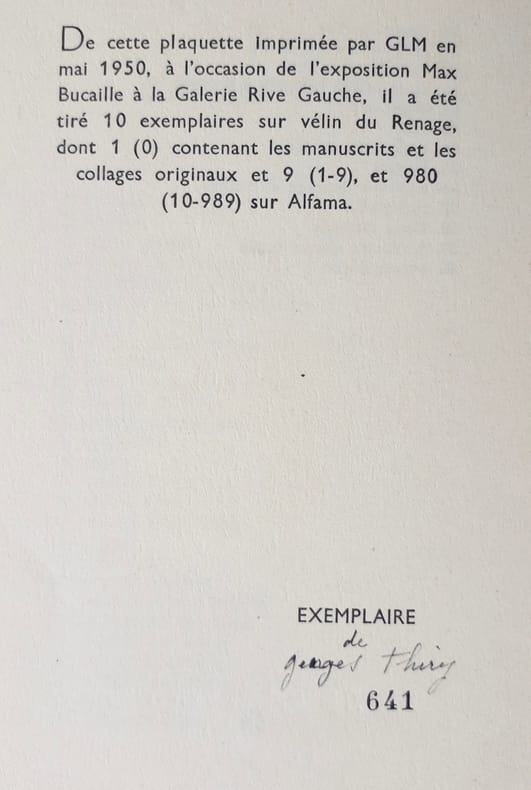 De cette plaquette imprimée par GLM en
mai 1950, à l'occasion de l'exposition Max
Bucaille à la Galerie Rive Gauche, il a été
tiré 10 exemplaires sur vélin du Renage,
dont 1 (0) contenant les manuscrits et les
collages originaux et 9 (1-9), et 980
(10-989) sur Alfama.
EXEMPLAIRE
de
georges Thiry
641